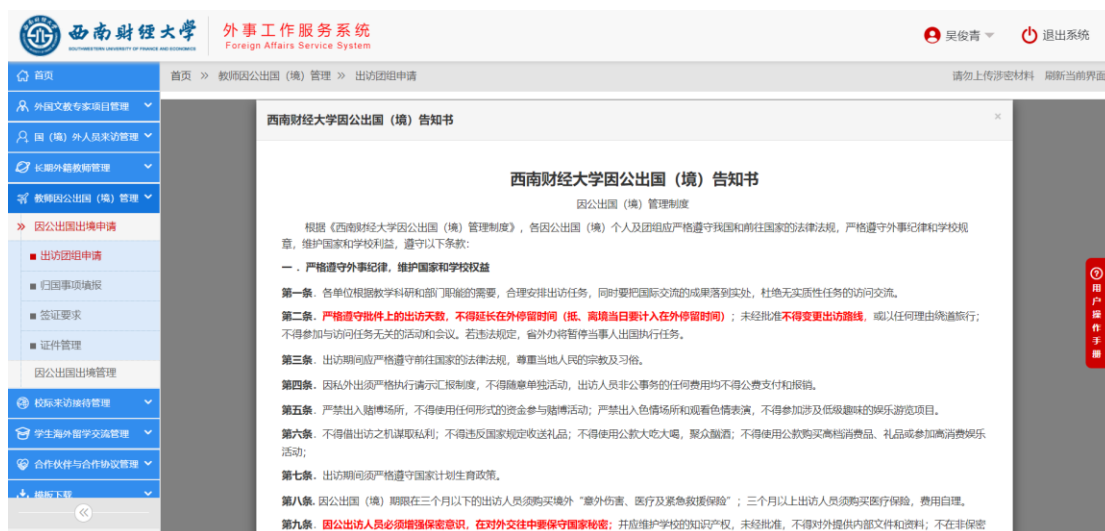 西南财经大学
SOUTHWESTERN UNIVERSITY OF FINANCE AND ECONOMICS
外事工作服务系统
Foreign Affairs Service System
吴俊青
退出系统
首页
首页 » 教师因公出国（境）管理 » 出访团组申请
请勿上传涉密材料 刷新当前界面
外国文教专家项目管理
国（境）外人员来访管理
长期外籍教师管理
教师因公出国（境）管理
因公出国出境申请
出访团组申请
归国事项填报
签证要求
证件管理
因公出国出境管理
校际来访接待管理
学生海外留学交流管理
合作伙伴与合作协议管理
模板下载
西南财经大学因公出国（境）告知书
×
西南财经大学因公出国（境）告知书
因公出国（境）管理制度
根据《西南财经大学因公出国（境）管理制度》，各因公出国（境）个人及团组应严格遵守我国和前往国家的法律法规，严格遵守外事纪律和学校规
章，维护国家和学校利益，遵守以下条款：
一．严格遵守外事纪律，维护国家和学校权益
第一条．各单位根据教学科研和部门职能的需要，合理安排出访任务，同时要把国际交流的成果落到实处，杜绝无实质性任务的访问交流。
第二条．严格遵守批件上的出访天数，不得延长在外停留时间（抵、离境当日要计入在外停留时间）；未经批准不得变更出访路线，或以任何理由绕道旅行；
不得参加与访问任务无关的活动和会议。若违法规定，省外办将暂停当事人出国执行任务。
第三条．出访期间应严格遵守前往国家的法律法规，尊重当地人民的宗教及习俗。
第四条．因私外出须严格执行请示汇报制度，不得随意单独活动，出访人员非公事务的任何费用均不得公费支付和报销。
第五条．严禁出入赌博场所，不得使用任何形式的资金参与赌博活动；严禁出入色情场所和观看色情表演，不得参加涉及低级趣味的娱乐游览项目。
第六条．不得借出访之机谋取私利；不得违反国家规定收送礼品；不得使用公款大吃大喝，聚众酗酒；不得使用公款购买高档消费品、礼品或参加高消费娱乐
活动；
第七条．出访期间须严格遵守国家计划生育政策。
第八条．因公出国（境）期限在三个月以下的出访人员须购买境外“意外伤害、医疗及紧急救援保险”；三个月以上出访人员须购买医疗保险，费用自理。
第九条．因公出访人员必须增强保密意识，在对外交往中要保守国家秘密；并应维护学校的知识产权，未经批准，不得对外提供内部文件和资料；不在非保密
用户操作手册